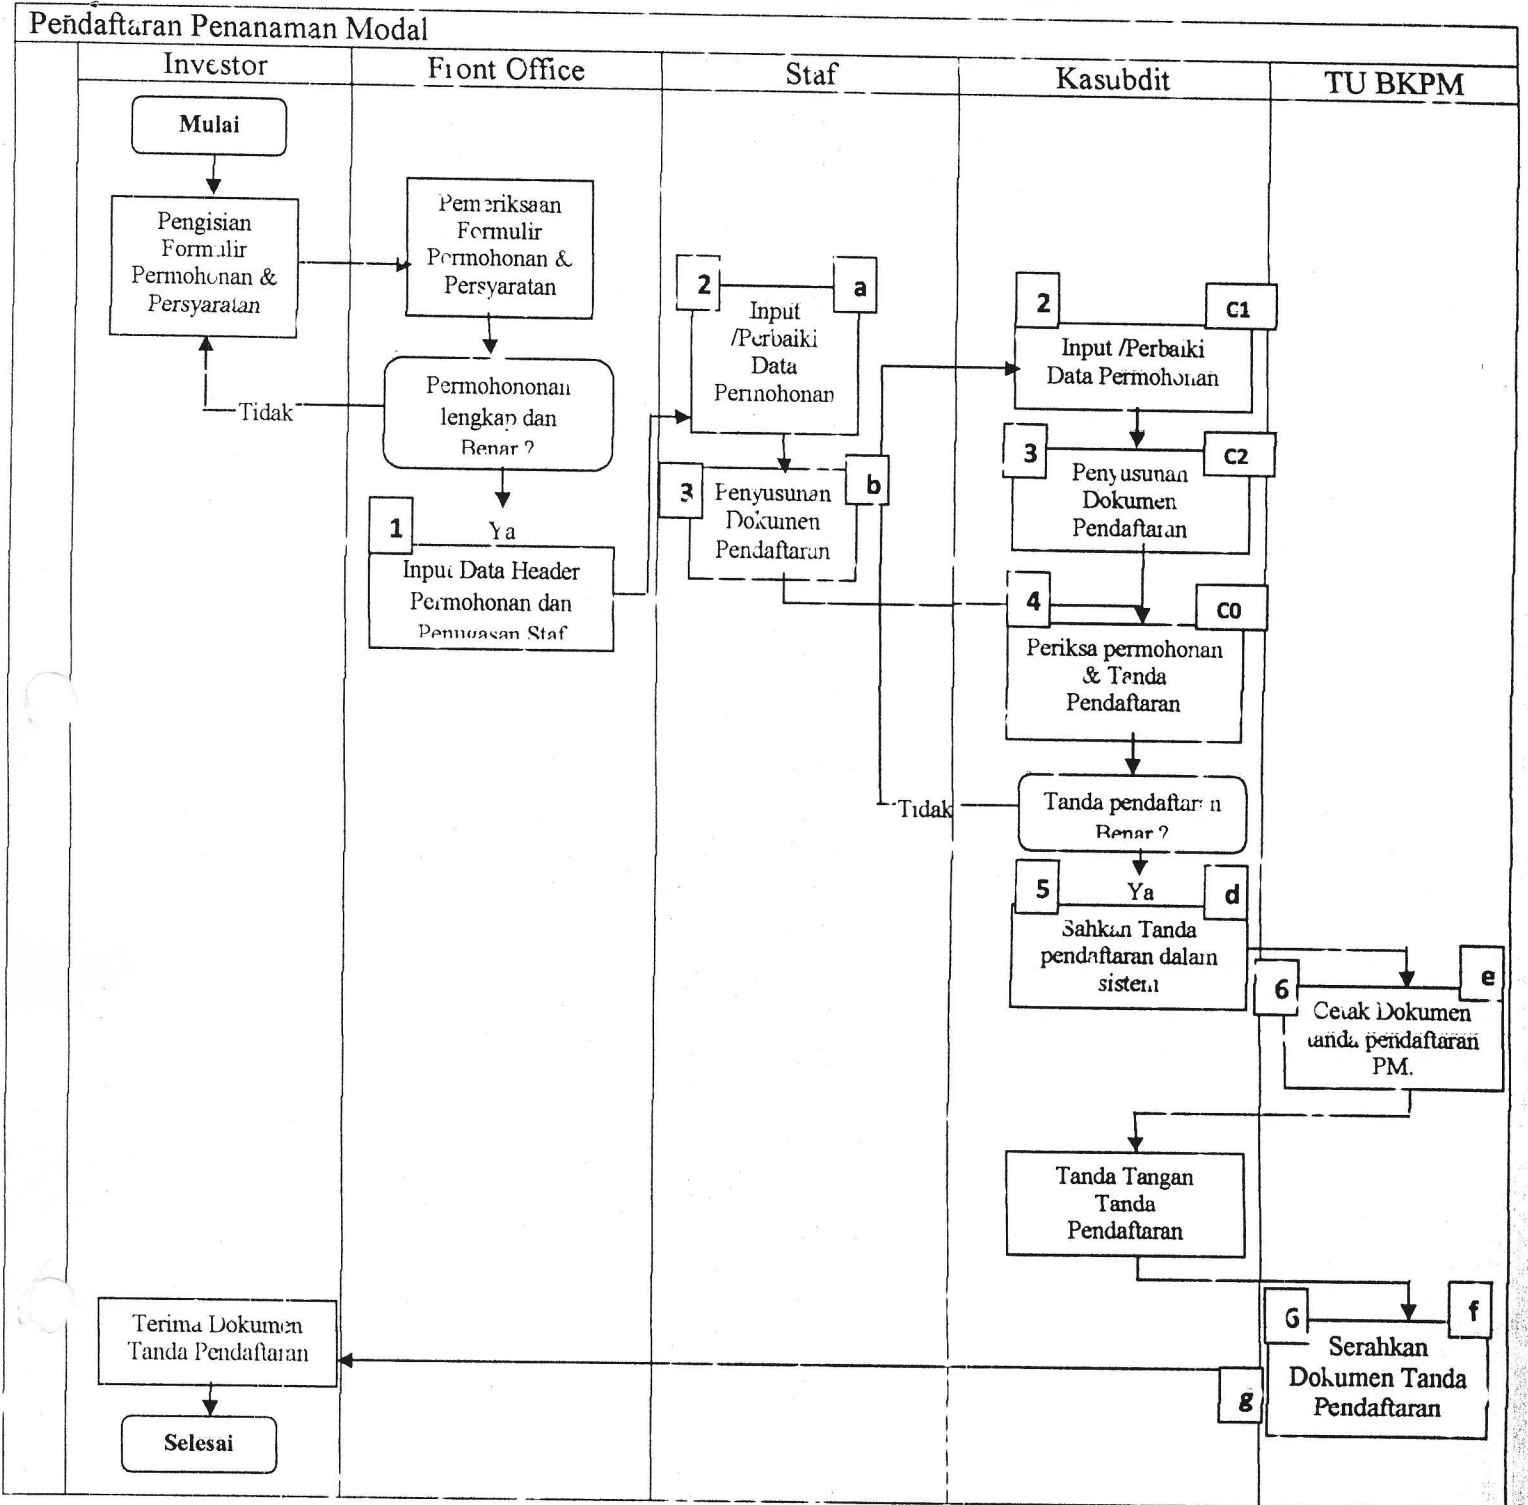 Pendaftaran Penanaman Modal
Investor
Front Office
Staf
Kasubdit
TU BKPM
Mulai
Pengisian
Formulir
Permohonan &
Persyaratan
Pemeriksaan
Formulir
Permohonan &
Persyaratan
Permohononan
lengkap dan
Benar ?
Tidak
Ya
1
Input Data Header
Permohonan dan
Penugasan Staf
2
a
Input
/Perbaiki
Data
Permohonan
3
b
Penyusunan
Dokumen
Pendaftaran
2
C1
Input /Perbaiki
Data Permohonan
3
C2
Penyusunan
Dokumen
Pendaftaran
4
C0
Periksa permohonan
& Tanda
Pendaftaran
Tanda pendaftaran
Benar ?
Tidak
Ya
5
d
Sahkan Tanda
pendaftaran dalam
sistem
6
e
Cetak Dokumen
tanda pendaftaran
PM.
Tanda Tangan
Tanda
Pendaftaran
6
f
Serahkan
Dokumen Tanda
Pendaftaran
g
Terima Dokumen
Tanda Pendaftaran
Selesai